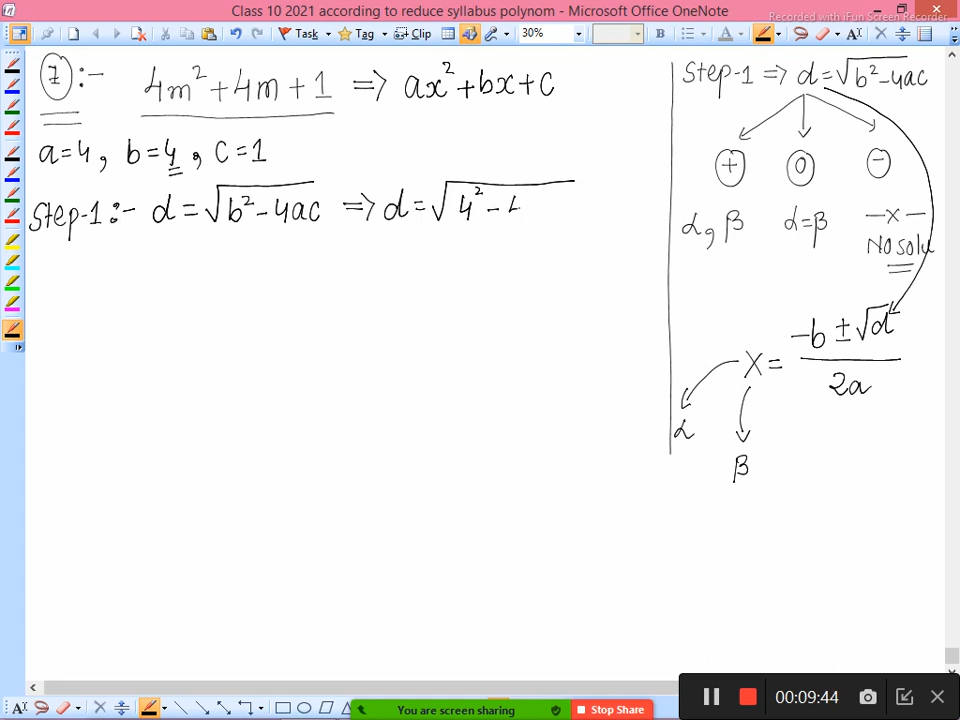 Class 10 2021 according to reduce syllabus polynom - Microsoft Office OneNote
Recorded with iFun Screen Recorder
Task Tag Clip 30% B A A
7 :- 4m² + 4m + 1 ⇒ ax² + bx + c
a=4, b=4, c=1
Step-1:- d = √b² - 4ac ⇒ d = √4² - 4
Step-1 ⇒ d = √b² - 4ac
+ 0 -
α, β α=β —x—
No solu
x = -b ± √d / 2a
α
β
You are screen sharing Stop Share
00:09:44